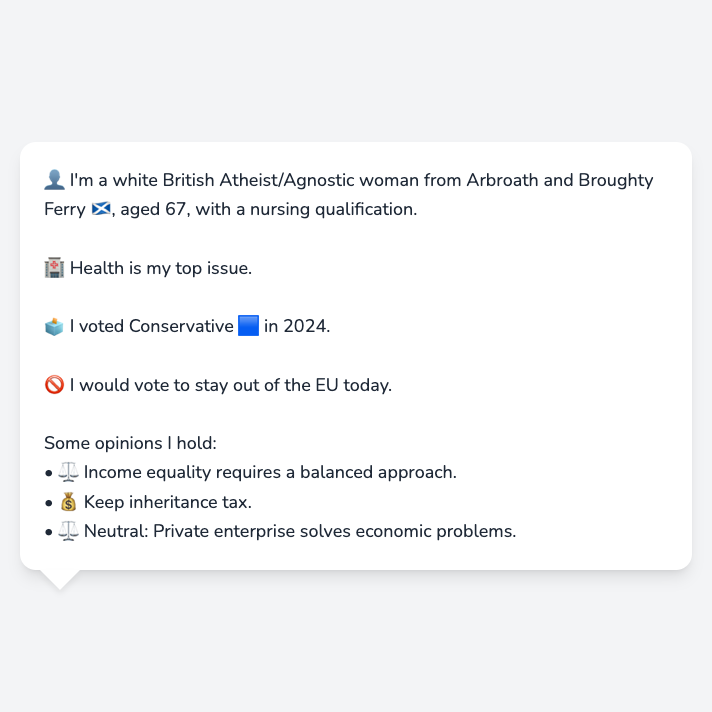 👤 I'm a white British Atheist/Agnostic woman from Arbroath and Broughty
Ferry 🏴󠁧󠁢󠁳󠁣󠁴󠁿, aged 67, with a nursing qualification.
🏥 Health is my top issue.
🗳️ I voted Conservative 🟦 in 2024.
🚫 I would vote to stay out of the EU today.
Some opinions I hold:
• ⚖️ Income equality requires a balanced approach.
• 💰 Keep inheritance tax.
• ⚖️ Neutral: Private enterprise solves economic problems.